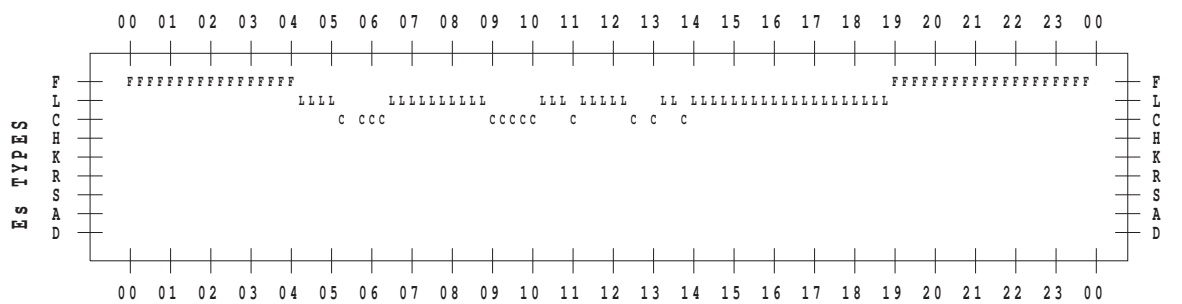 00 01 02 03 04 05 06 07 08 09 10 11 12 13 14 15 16 17 18 19 20 21 22 23 00
Es TYPES
F FFFFFFFFFFFFFFFFF FFFFFFFFFFFFFFFFFFFF F
L LLLL LLLLLLLLLL LLL LLLLL LL LLLLLLLLLLLLLLLLLLLL L
C C CCC CCCCC C C C C C
H H
K K
R R
S S
A A
D D
00 01 02 03 04 05 06 07 08 09 10 11 12 13 14 15 16 17 18 19 20 21 22 23 00